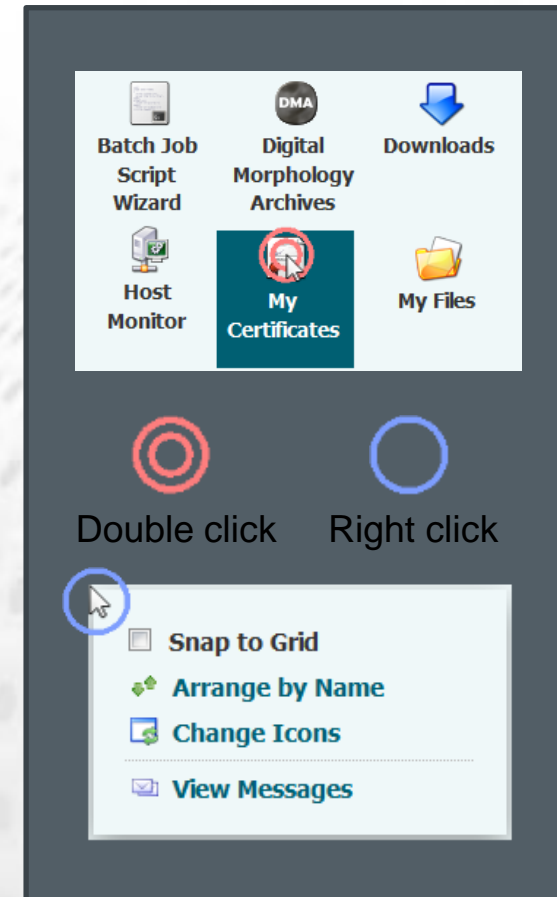 DMA
Batch Job Digital Downloads
Script Morphology
Wizard Archives
Host My My Files
Monitor Certificates
Double click Right click
Snap to Grid
Arrange by Name
Change Icons
View Messages